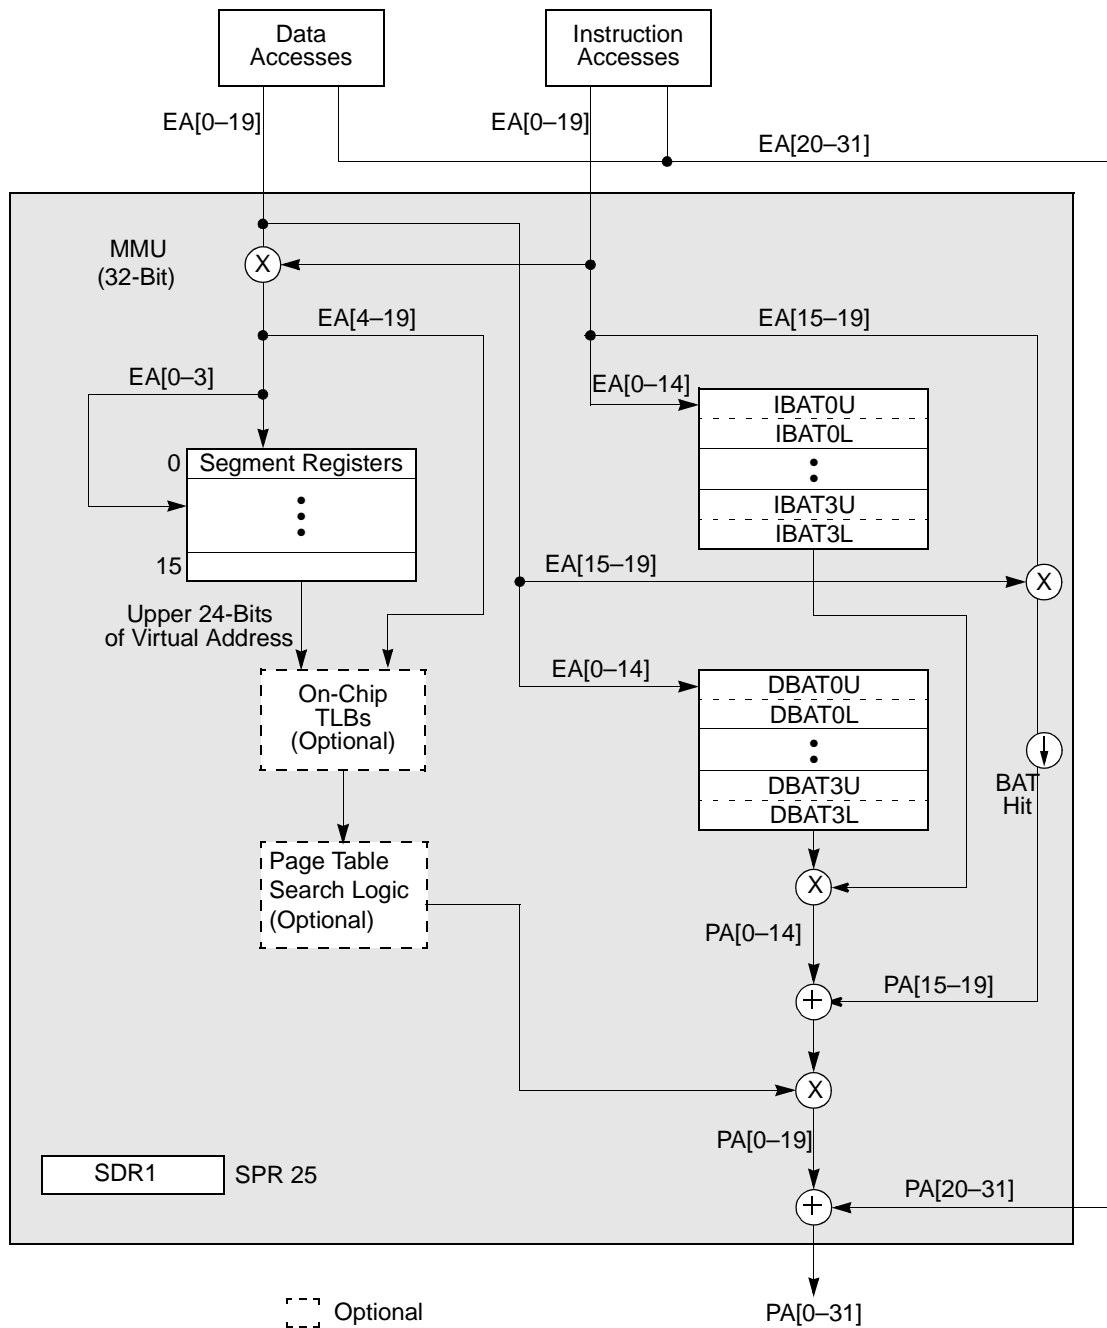 Data
Accesses
Instruction
Accesses
EA[0–19]
EA[0–19]
EA[20–31]
MMU
(32-Bit)
X
EA[4–19]
EA[15–19]
EA[0–3]
EA[0–14]
IBAT0U
IBAT0L
IBAT3U
IBAT3L
0
Segment Registers
15
EA[15–19]
X
Upper 24-Bits
of Virtual Address
EA[0–14]
On-Chip
TLBs
(Optional)
DBAT0U
DBAT0L
DBAT3U
DBAT3L
BAT
Hit
Page Table
Search Logic
(Optional)
X
PA[0–14]
PA[15–19]
+
X
PA[0–19]
SDR1
SPR 25
PA[20–31]
+
Optional
PA[0–31]